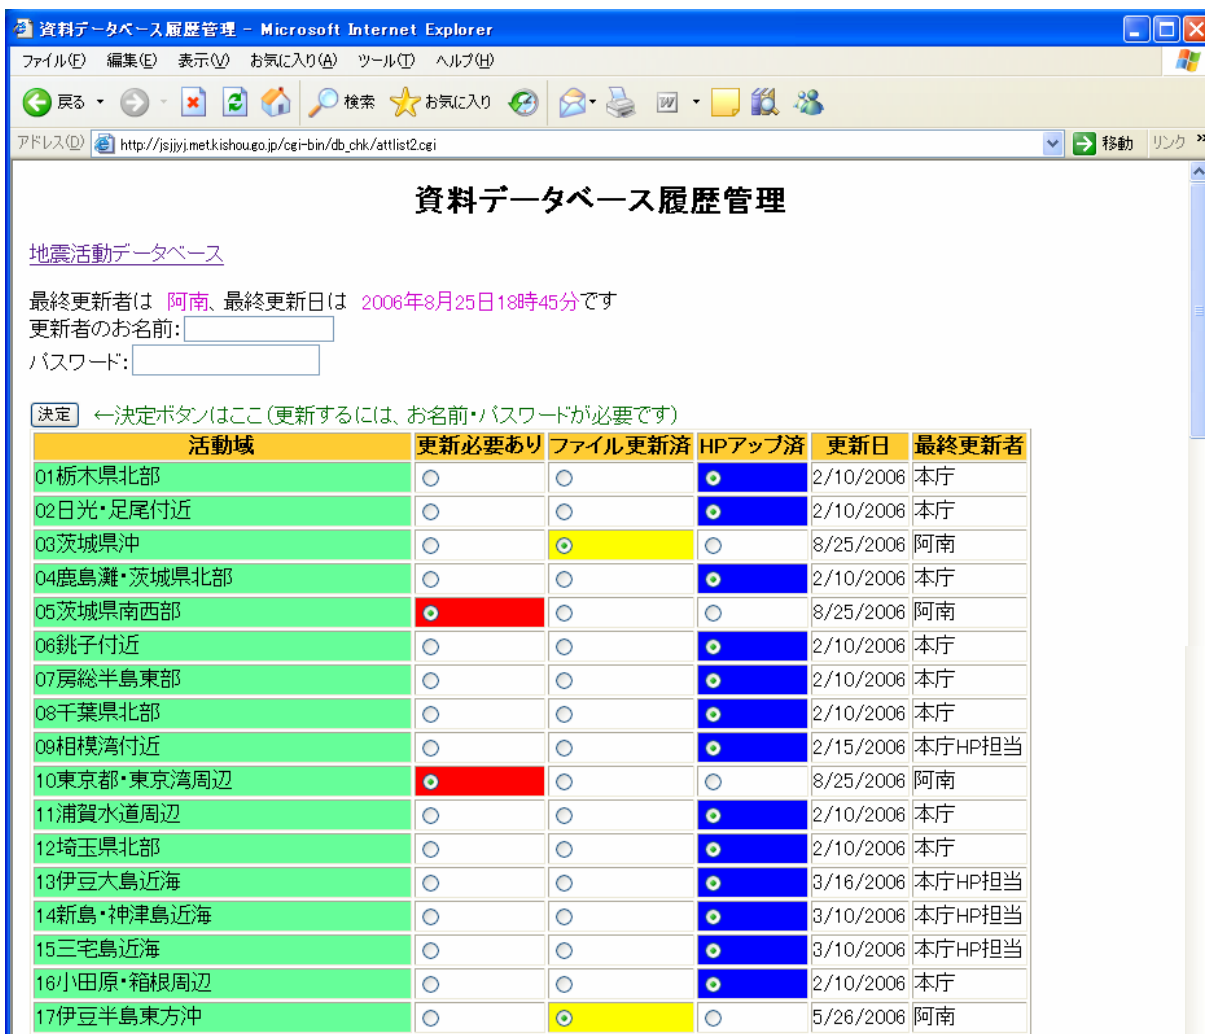 資料データベース履歴管理 - Microsoft Internet Explorer
ファイル(F) 編集(E) 表示(V) お気に入り(A) ツール(T) ヘルプ(H)
戻る 検索 お気に入り
アドレス(D) http://jsjjyj.met.kishou.go.jp/cgi-bin/db_chk/attlist2.cgi 移動 リンク »
資料データベース履歴管理
地震活動データベース
最終更新者は 阿南、最終更新日は 2006年8月25日18時45分です
更新者のお名前:
パスワード:
決定 ←決定ボタンはここ(更新するには、お名前・パスワードが必要です)
活動域 更新必要あり ファイル更新済 HPアップ済 更新日 最終更新者
01栃木県北部 2/10/2006 本庁
02日光・足尾付近 2/10/2006 本庁
03茨城県沖 8/25/2006 阿南
04鹿島灘・茨城県北部 2/10/2006 本庁
05茨城県南西部 8/25/2006 阿南
06銚子付近 2/10/2006 本庁
07房総半島東部 2/10/2006 本庁
08千葉県北部 2/10/2006 本庁
09相模湾付近 2/15/2006 本庁HP担当
10東京都・東京湾周辺 8/25/2006 阿南
11浦賀水道周辺 2/10/2006 本庁
12埼玉県北部 2/10/2006 本庁
13伊豆大島近海 3/16/2006 本庁HP担当
14新島・神津島近海 3/10/2006 本庁HP担当
15三宅島近海 3/10/2006 本庁HP担当
16小田原・箱根周辺 2/10/2006 本庁
17伊豆半島東方沖 5/26/2006 阿南